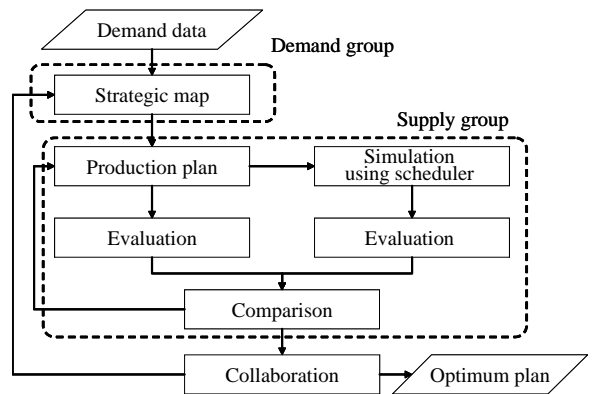 Demand data
Demand group
Strategic map
Supply group
Production plan
Simulation
using scheduler
Evaluation
Evaluation
Comparison
Collaboration
Optimum plan